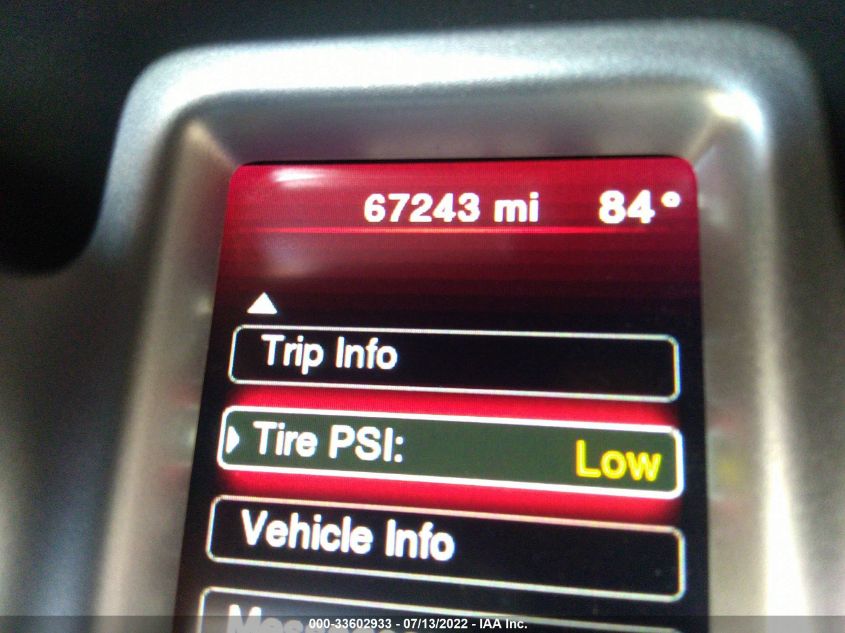 67243 mi 84°
Trip Info
Tire PSI: Low
Vehicle Info
000-33602933 - 07/13/2022 - IAA Inc.